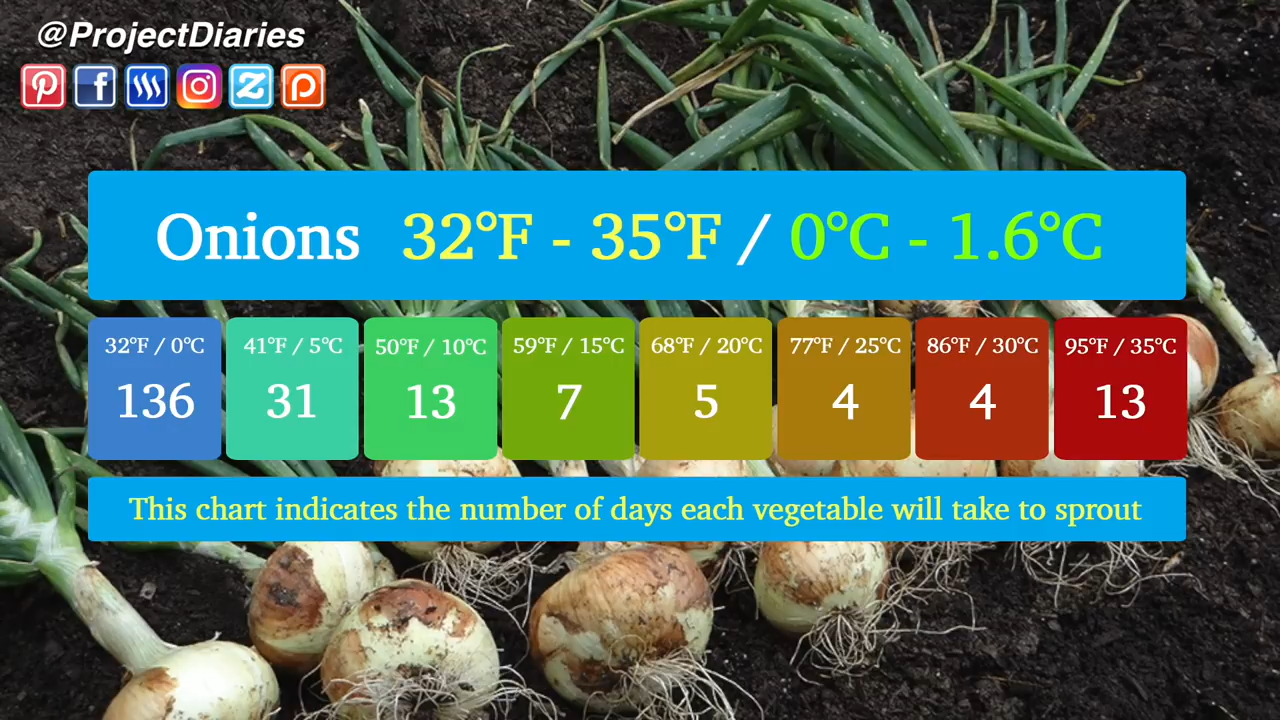 @ProjectDiaries
Onions 32°F - 35°F / 0°C - 1.6°C
32°F / 0°C 41°F / 5°C 50°F / 10°C 59°F / 15°C 68°F / 20°C 77°F / 25°C 86°F / 30°C 95°F / 35°C
136 31 13 7 5 4 4 13
This chart indicates the number of days each vegetable will take to sprout